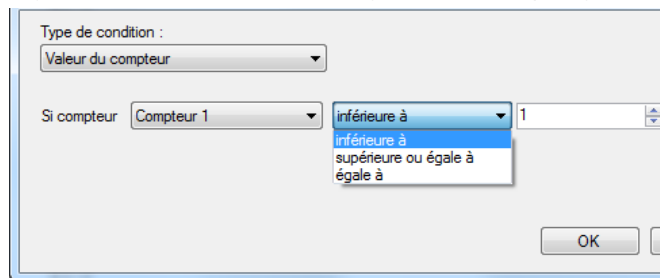 Type de condition :
Valeur du compteur
Si compteur Compteur 1 inférieure à 1
inférieure à
supérieure ou égale à
égale à
OK